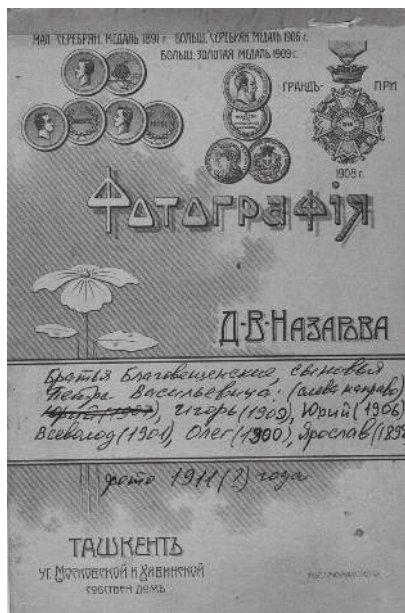 МАЛ. СЕРЕБРЯН. МЕДАЛЬ 1891 г. БОЛЬШ. СЕРЕБРЯН. МЕДАЛЬ 1906 г.
БОЛЬШ. ЗОЛОТАЯ МЕДАЛЬ 1909 г.
ГРАНДЪ-ПРИ
1908 г.
ФОТОГРАФІЯ
Д.В.НАЗАРОВА
Братья Благовещенские, сыновья
Петра Васильевича: (слева направо)
Игорь (1909), Юрий (1906)
Всеволод (1901), Олег (1900), Ярослав (189
фото 1911 (?) года
ТАШКЕНТЪ
УГ. МОСКОВСКОЙ И ХИВИНСКОЙ
СОБСТВЕН. ДОМЪ.